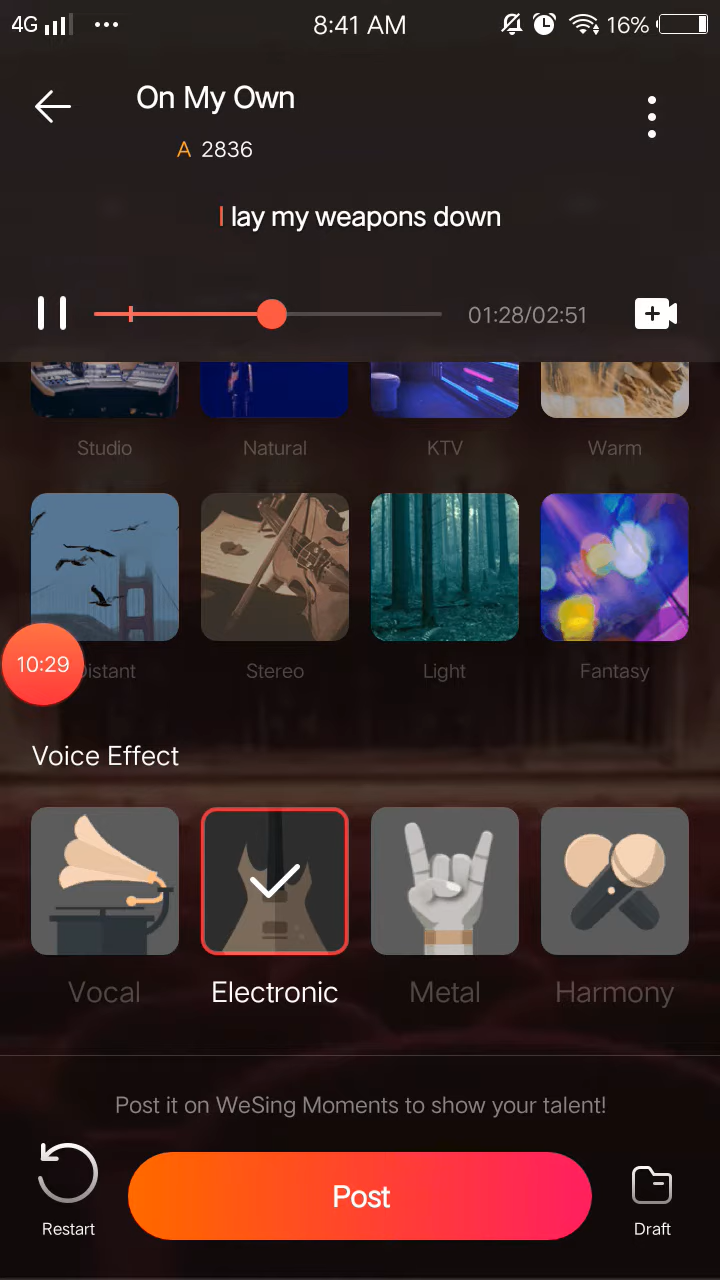 4G 8:41 AM 16%
On My Own
A 2836
I lay my weapons down
01:28/02:51
Studio Natural KTV Warm
10:29
istant Stereo Light Fantasy
Voice Effect
Vocal Electronic Metal Harmony
Post it on WeSing Moments to show your talent!
Post
Restart Draft